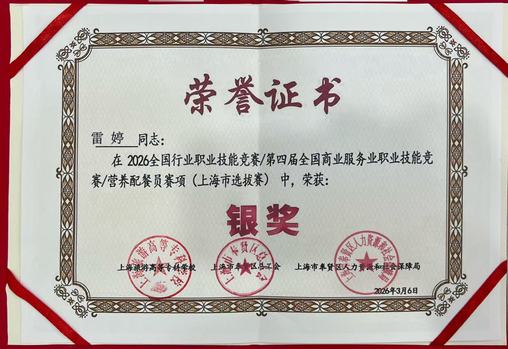 荣誉证书
雷婷 同志：
在 2026全国行业职业技能竞赛/第四届全国商业服务业职业技能竞
赛/营养配餐员赛项（上海市选拔赛）中，荣获：
银奖
上海旅游高等专科学校 上海市奉贤区总工会 上海市奉贤区人力资源和社会保障局
2026年3月6日